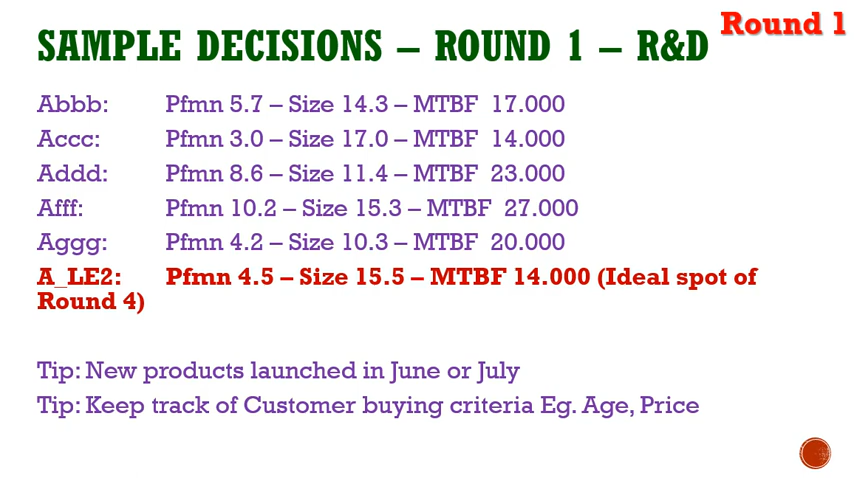 Round 1
SAMPLE DECISIONS – ROUND 1 – R&D
Abbb: Pfmn 5.7 – Size 14.3 – MTBF 17.000
Accc: Pfmn 3.0 – Size 17.0 – MTBF 14.000
Addd: Pfmn 8.6 – Size 11.4 – MTBF 23.000
Afff: Pfmn 10.2 – Size 15.3 – MTBF 27.000
Aggg: Pfmn 4.2 – Size 10.3 – MTBF 20.000
A_LE2: Pfmn 4.5 – Size 15.5 – MTBF 14.000 (Ideal spot of
Round 4)
Tip: New products launched in June or July
Tip: Keep track of Customer buying criteria Eg. Age, Price